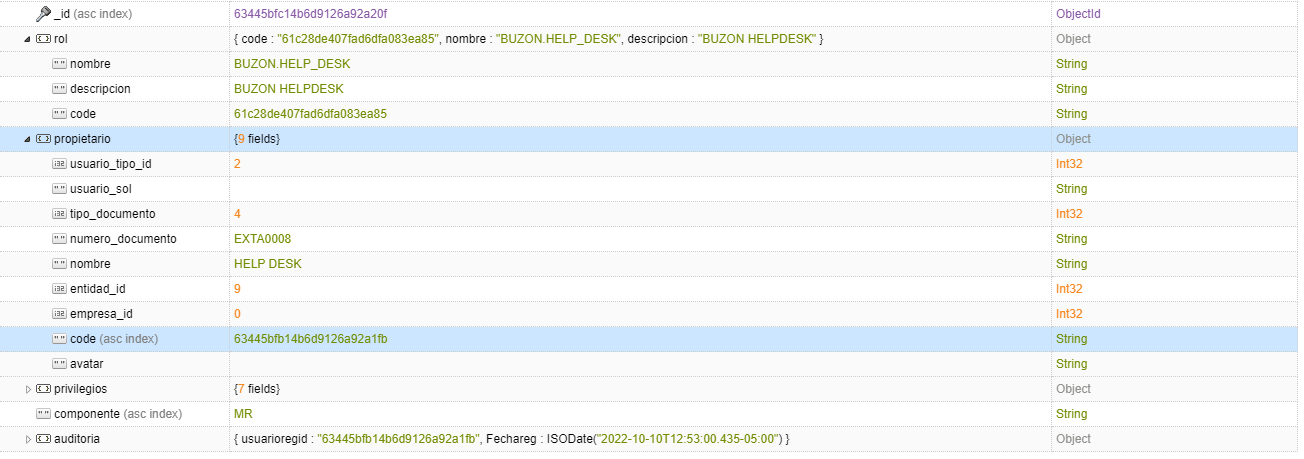 _id (asc index) 63445bfc14b6d9126a92a20f ObjectId
rol { code : "61c28de407fad6dfa083ea85", nombre : "BUZON.HELP_DESK", descripcion : "BUZON HELPDESK" } Object
" " nombre BUZON.HELP_DESK String
" " descripcion BUZON HELPDESK String
" " code 61c28de407fad6dfa083ea85 String
propietario {9 fields} Object
i32 usuario_tipo_id 2 Int32
" " usuario_sol String
i32 tipo_documento 4 Int32
" " numero_documento EXTA0008 String
" " nombre HELP DESK String
i32 entidad_id 9 Int32
i32 empresa_id 0 Int32
" " code (asc index) 63445bfb14b6d9126a92a1fb String
" " avatar String
privilegios {7 fields} Object
" " componente (asc index) MR String
auditoria { usuarioregid : "63445bfb14b6d9126a92a1fb", Fechareg : ISODate("2022-10-10T12:53:00.435-05:00") } Object